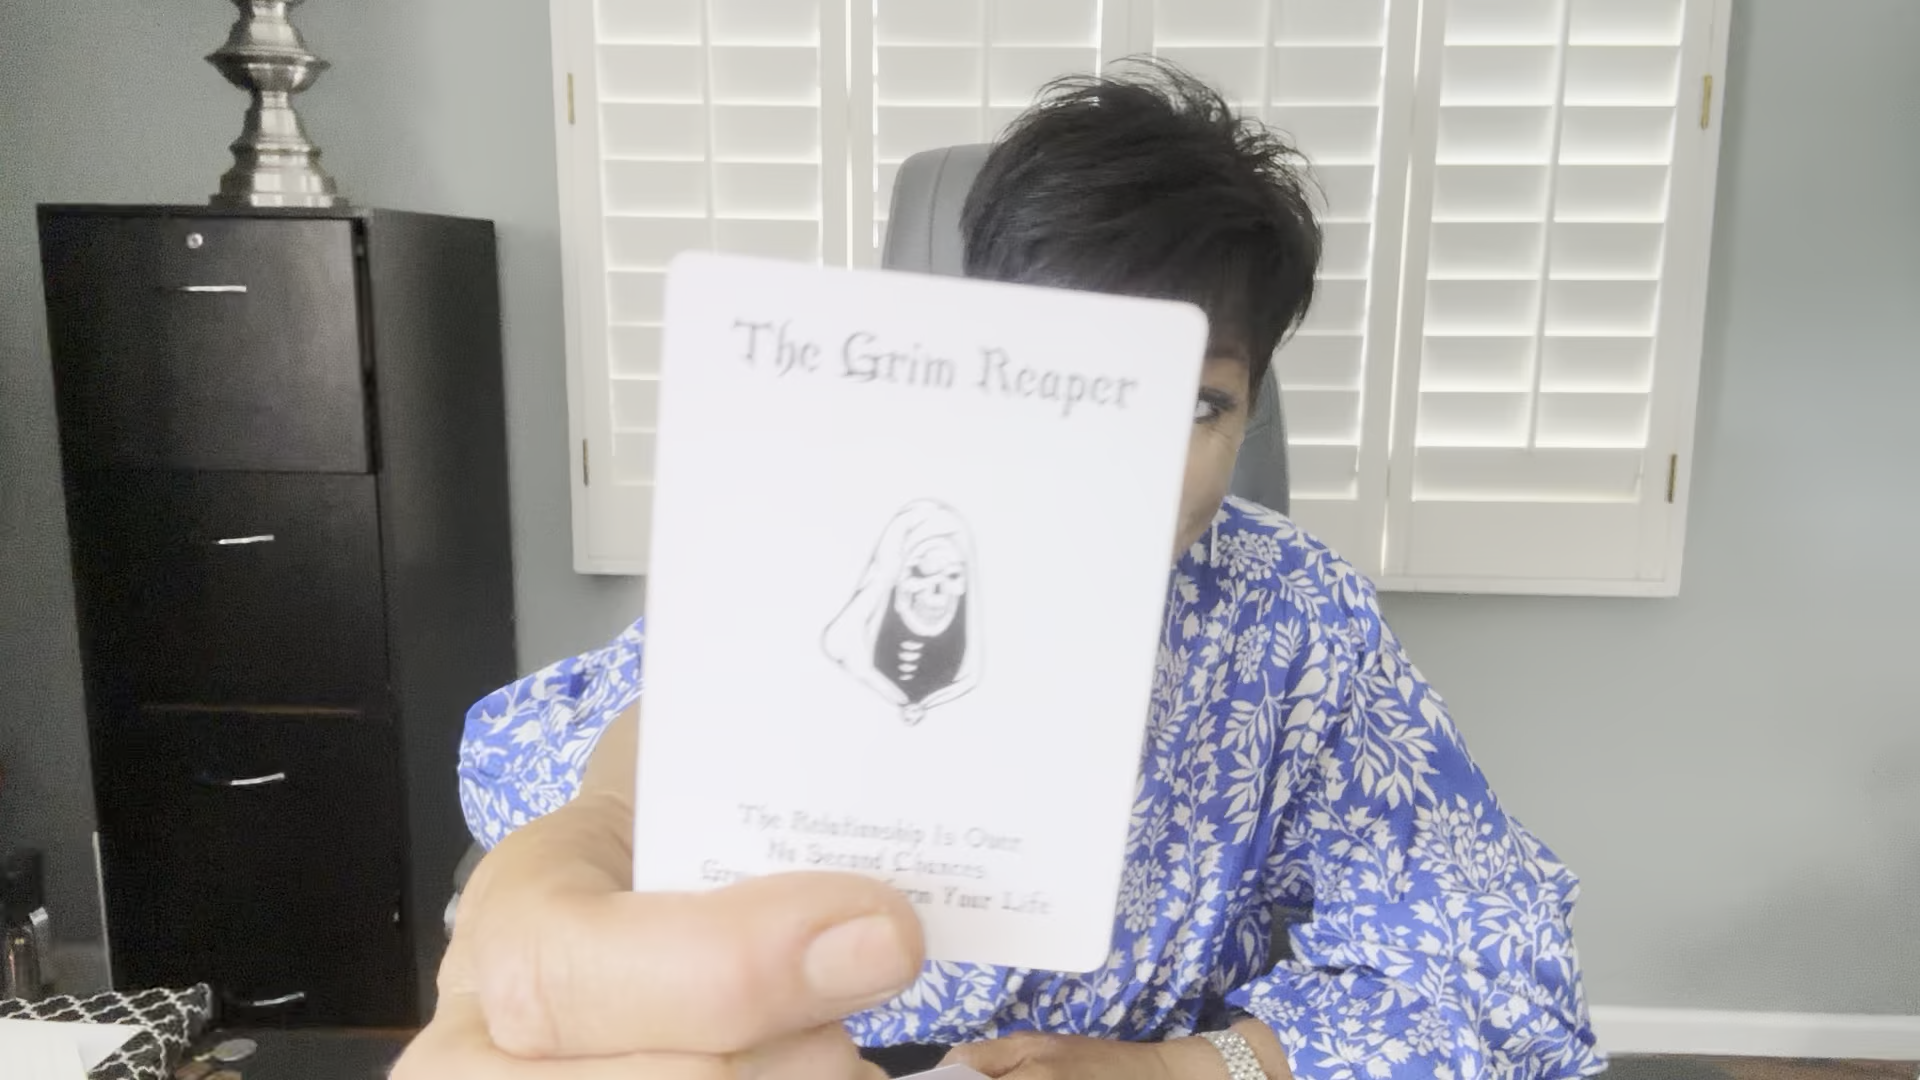 The Grim Reaper
The Relationship Is Over
No Second Chances
Your Life